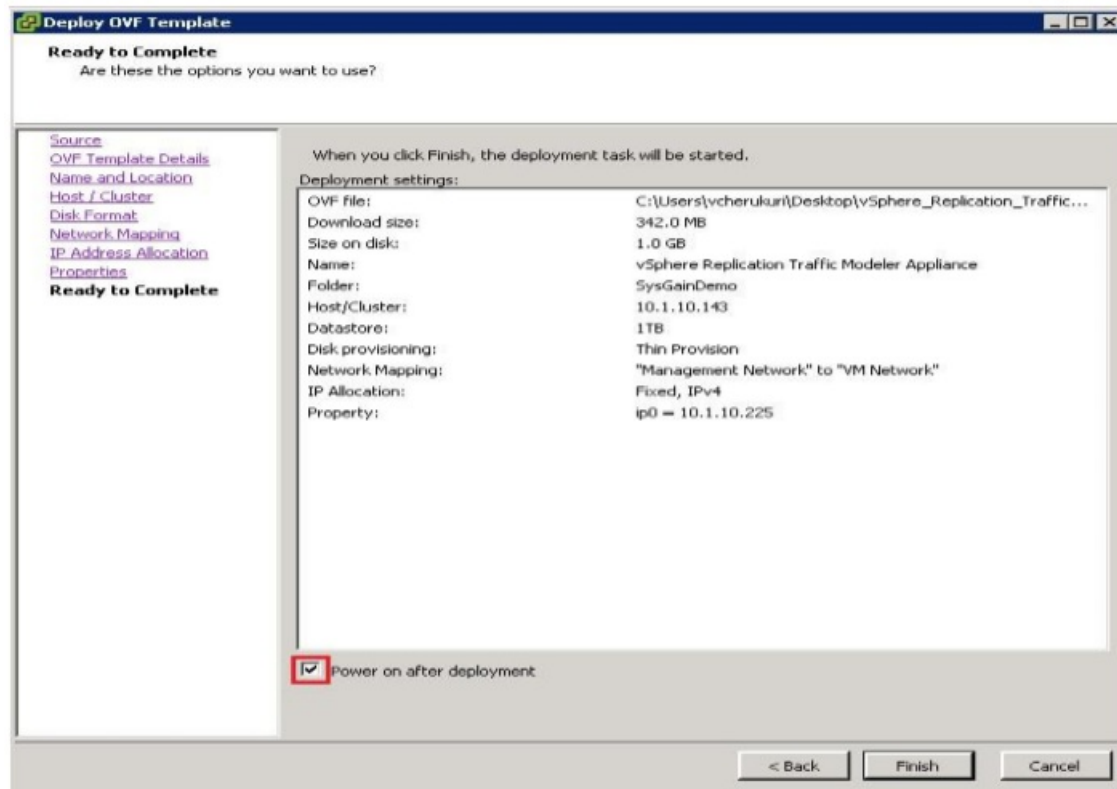 Deploy OVF Template
Ready to Complete
Are these the options you want to use?
Source
OVF Template Details
Name and Location
Host / Cluster
Disk Format
Network Mapping
IP Address Allocation
Properties
Ready to Complete
When you click Finish, the deployment task will be started.
Deployment settings:
OVF file: C:\Users\vcherukuri\Desktop\vSphere_Replication_Traffic...
Download size: 342.0 MB
Size on disk: 1.0 GB
Name: vSphere Replication Traffic Modeler Appliance
Folder: SysGainDemo
Host/Cluster: 10.1.10.143
Datastore: 1TB
Disk provisioning: Thin Provision
Network Mapping: "Management Network" to "VM Network"
IP Allocation: Fixed, IPv4
Property: ip0 = 10.1.10.225
Power on after deployment
< Back Finish Cancel